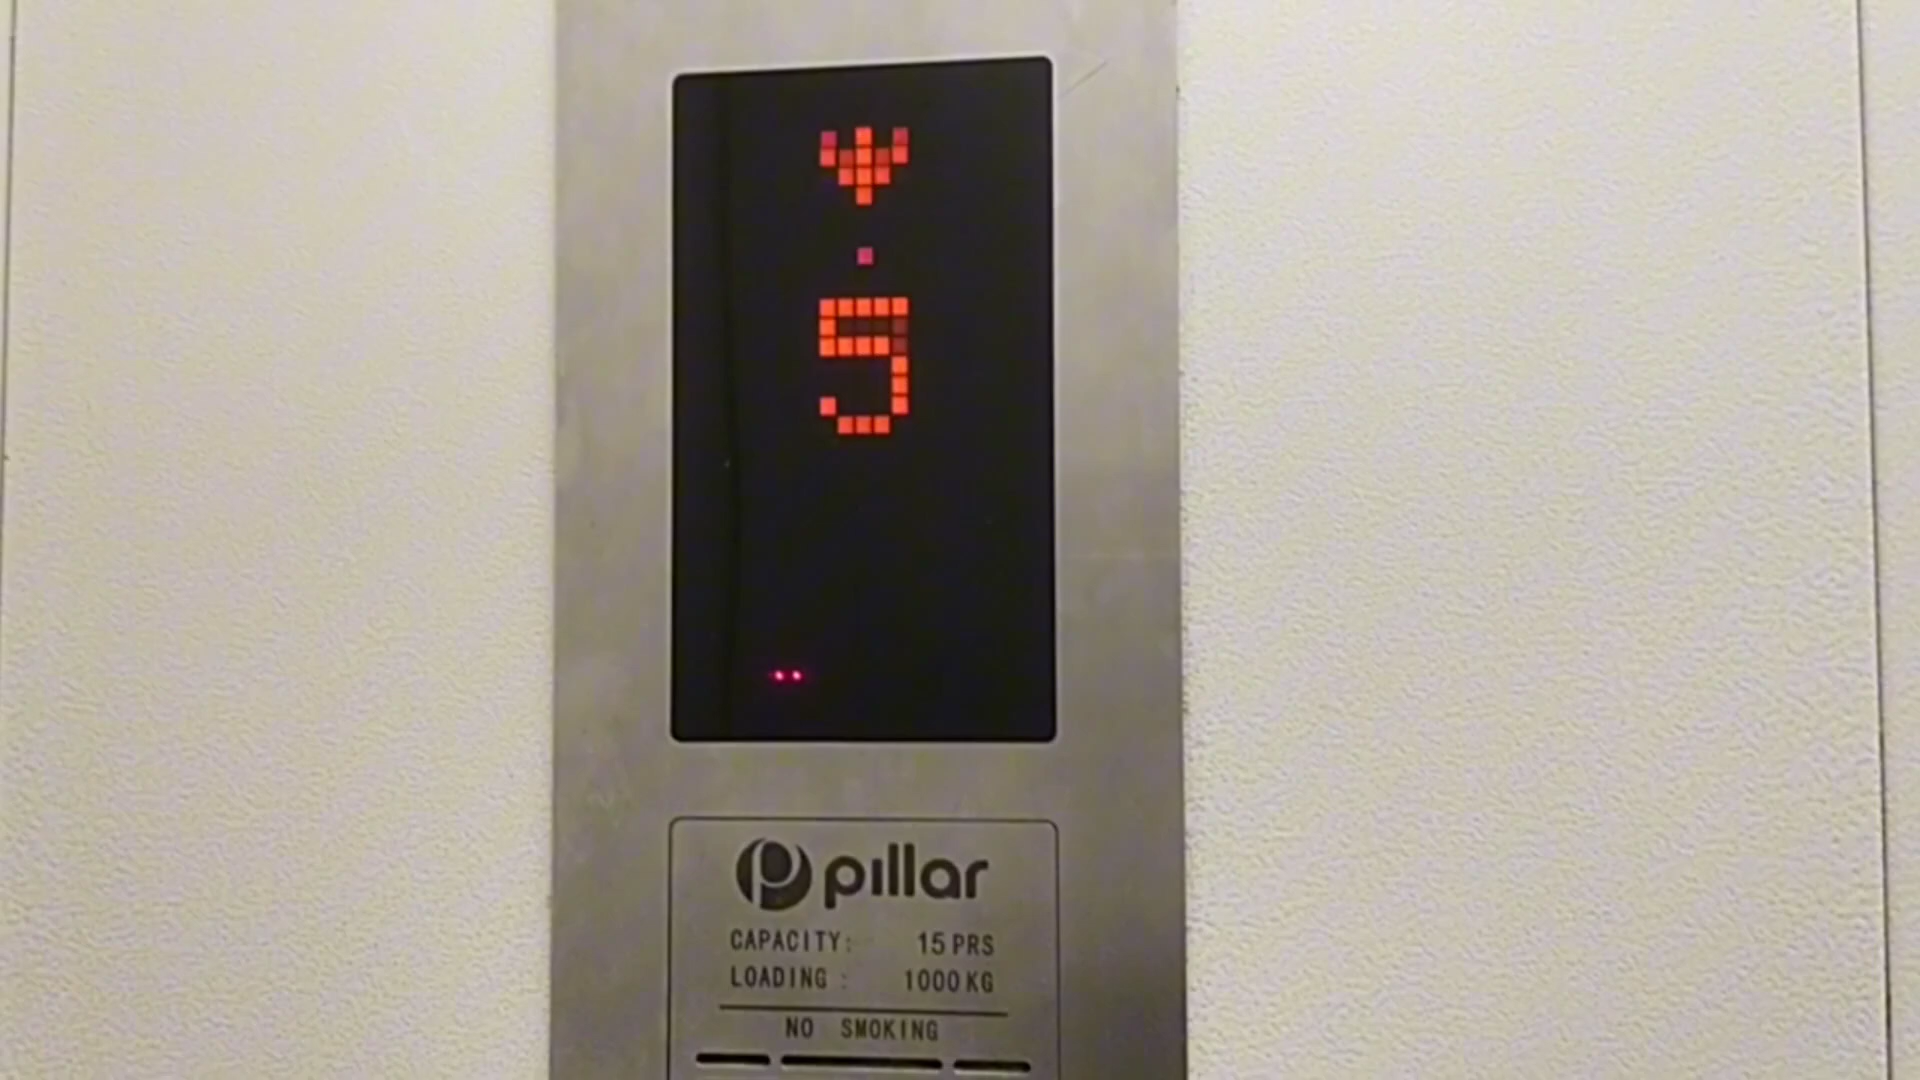 5
pillar
CAPACITY: 15 PRS
LOADING : 1000 KG
NO SMOKING